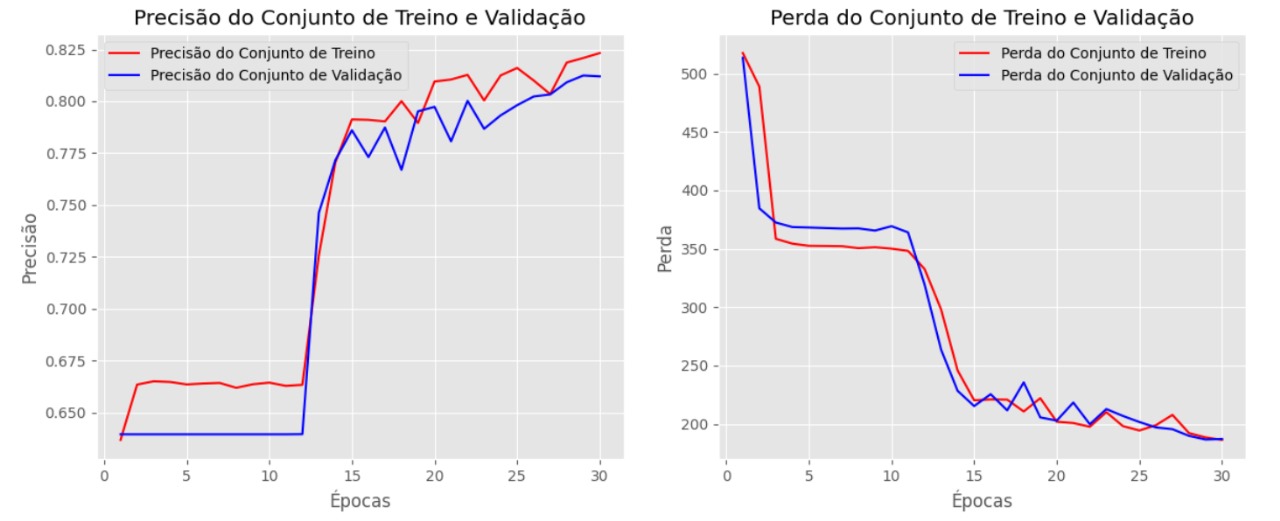 Precisão do Conjunto de Treino e Validação
Precisão do Conjunto de Treino
Precisão do Conjunto de Validação
Precisão
0.825
0.800
0.775
0.750
0.725
0.700
0.675
0.650
0 5 10 15 20 25 30
Épocas
Perda do Conjunto de Treino e Validação
Perda do Conjunto de Treino
Perda do Conjunto de Validação
Perda
500
450
400
350
300
250
200
0 5 10 15 20 25 30
Épocas